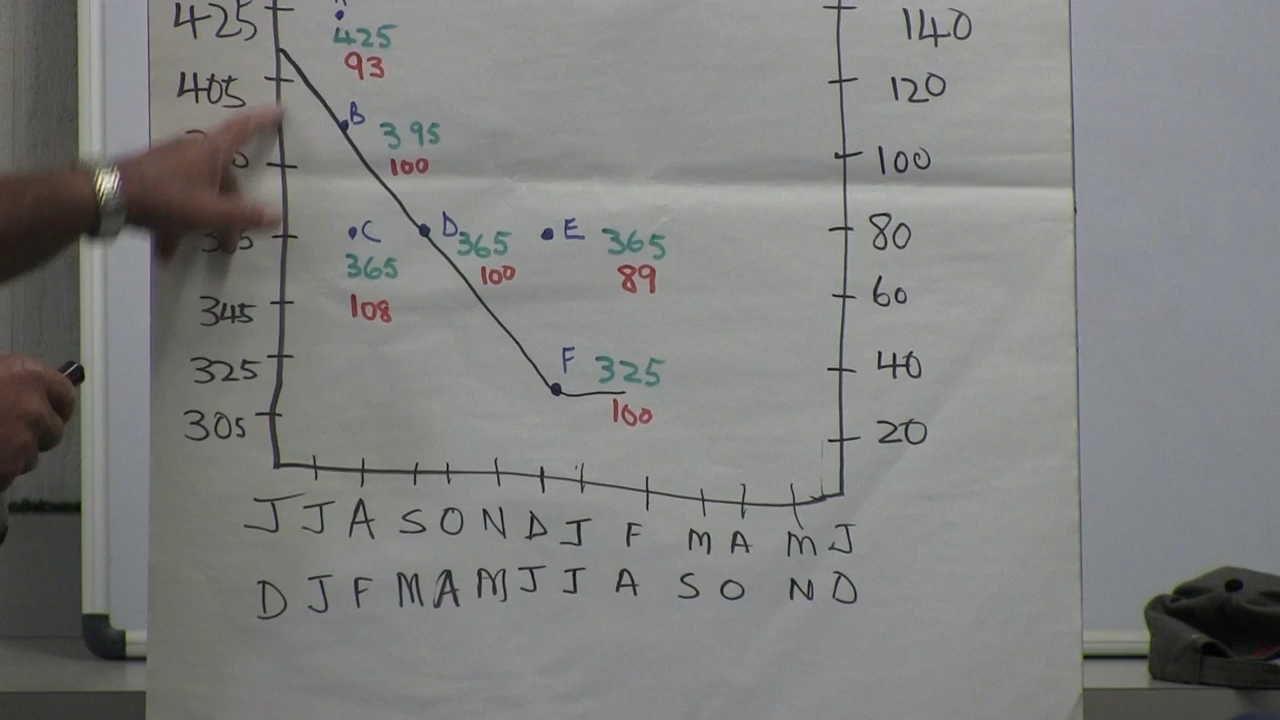 425 140
425
93
405 120
B 395
100 100
C D 365 E 365 80
365 100 89
108
345 60
325 F 325 40
100
305 20
J J A S O N D J F M A M J
D J F M A M J J A S O N D